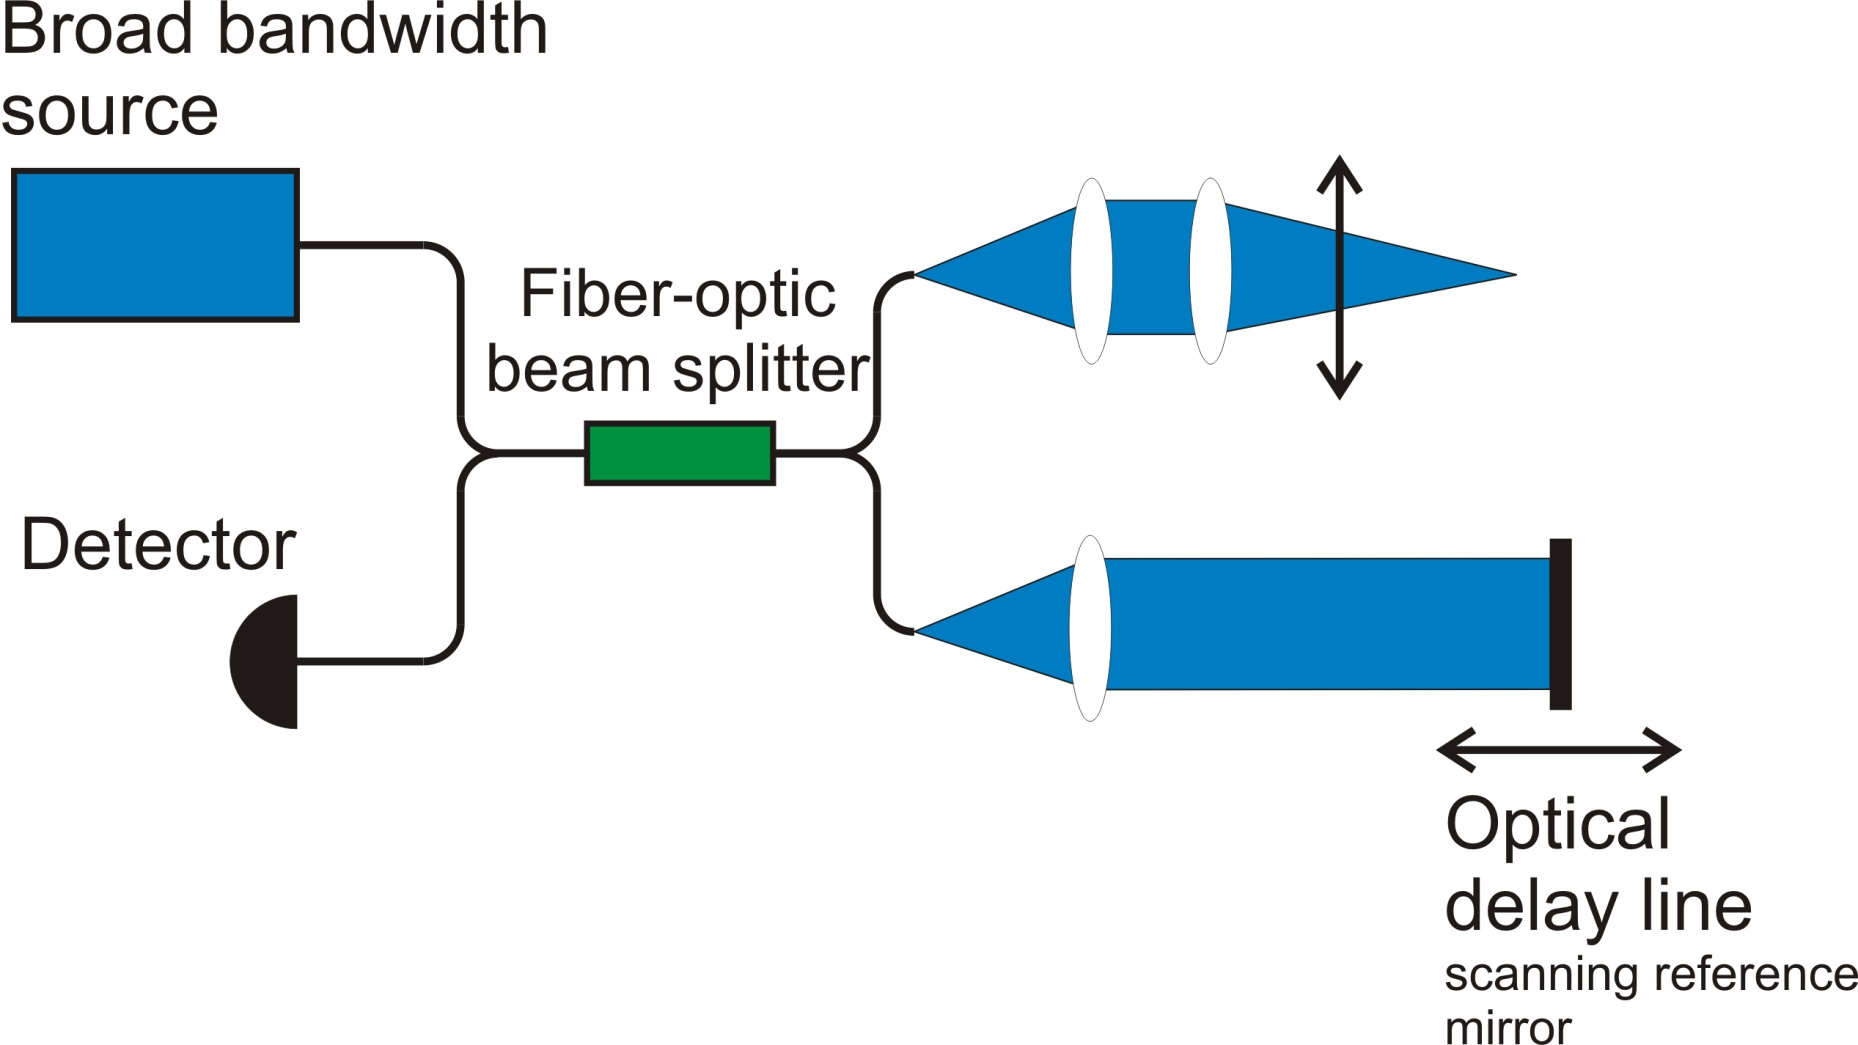 Broad bandwidth
source
Fiber-optic
beam splitter
Detector
Optical
delay line
scanning reference
mirror